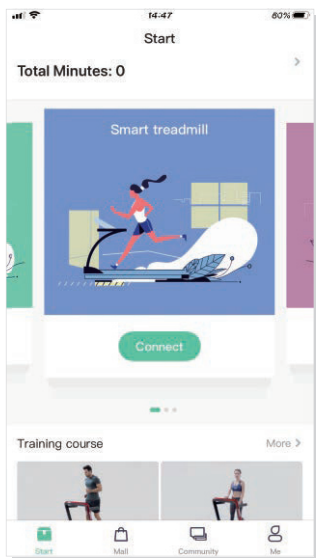 14:47
80%
Start
Total Minutes: 0
Smart treadmill
Connect
Training course
More >
Start
Mall
Community
Me